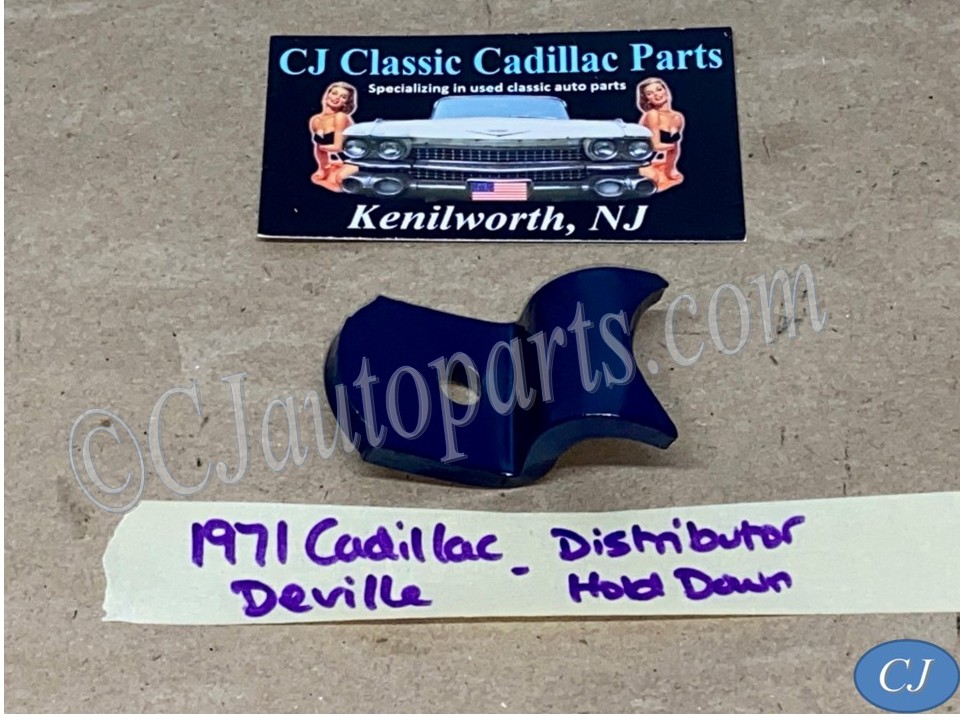 CJ Classic Cadillac Parts
Specializing in used classic auto parts
Kenilworth, NJ
©CJautoparts.com
1971 Cadillac - Distributor
Deville Hold Down
CJ